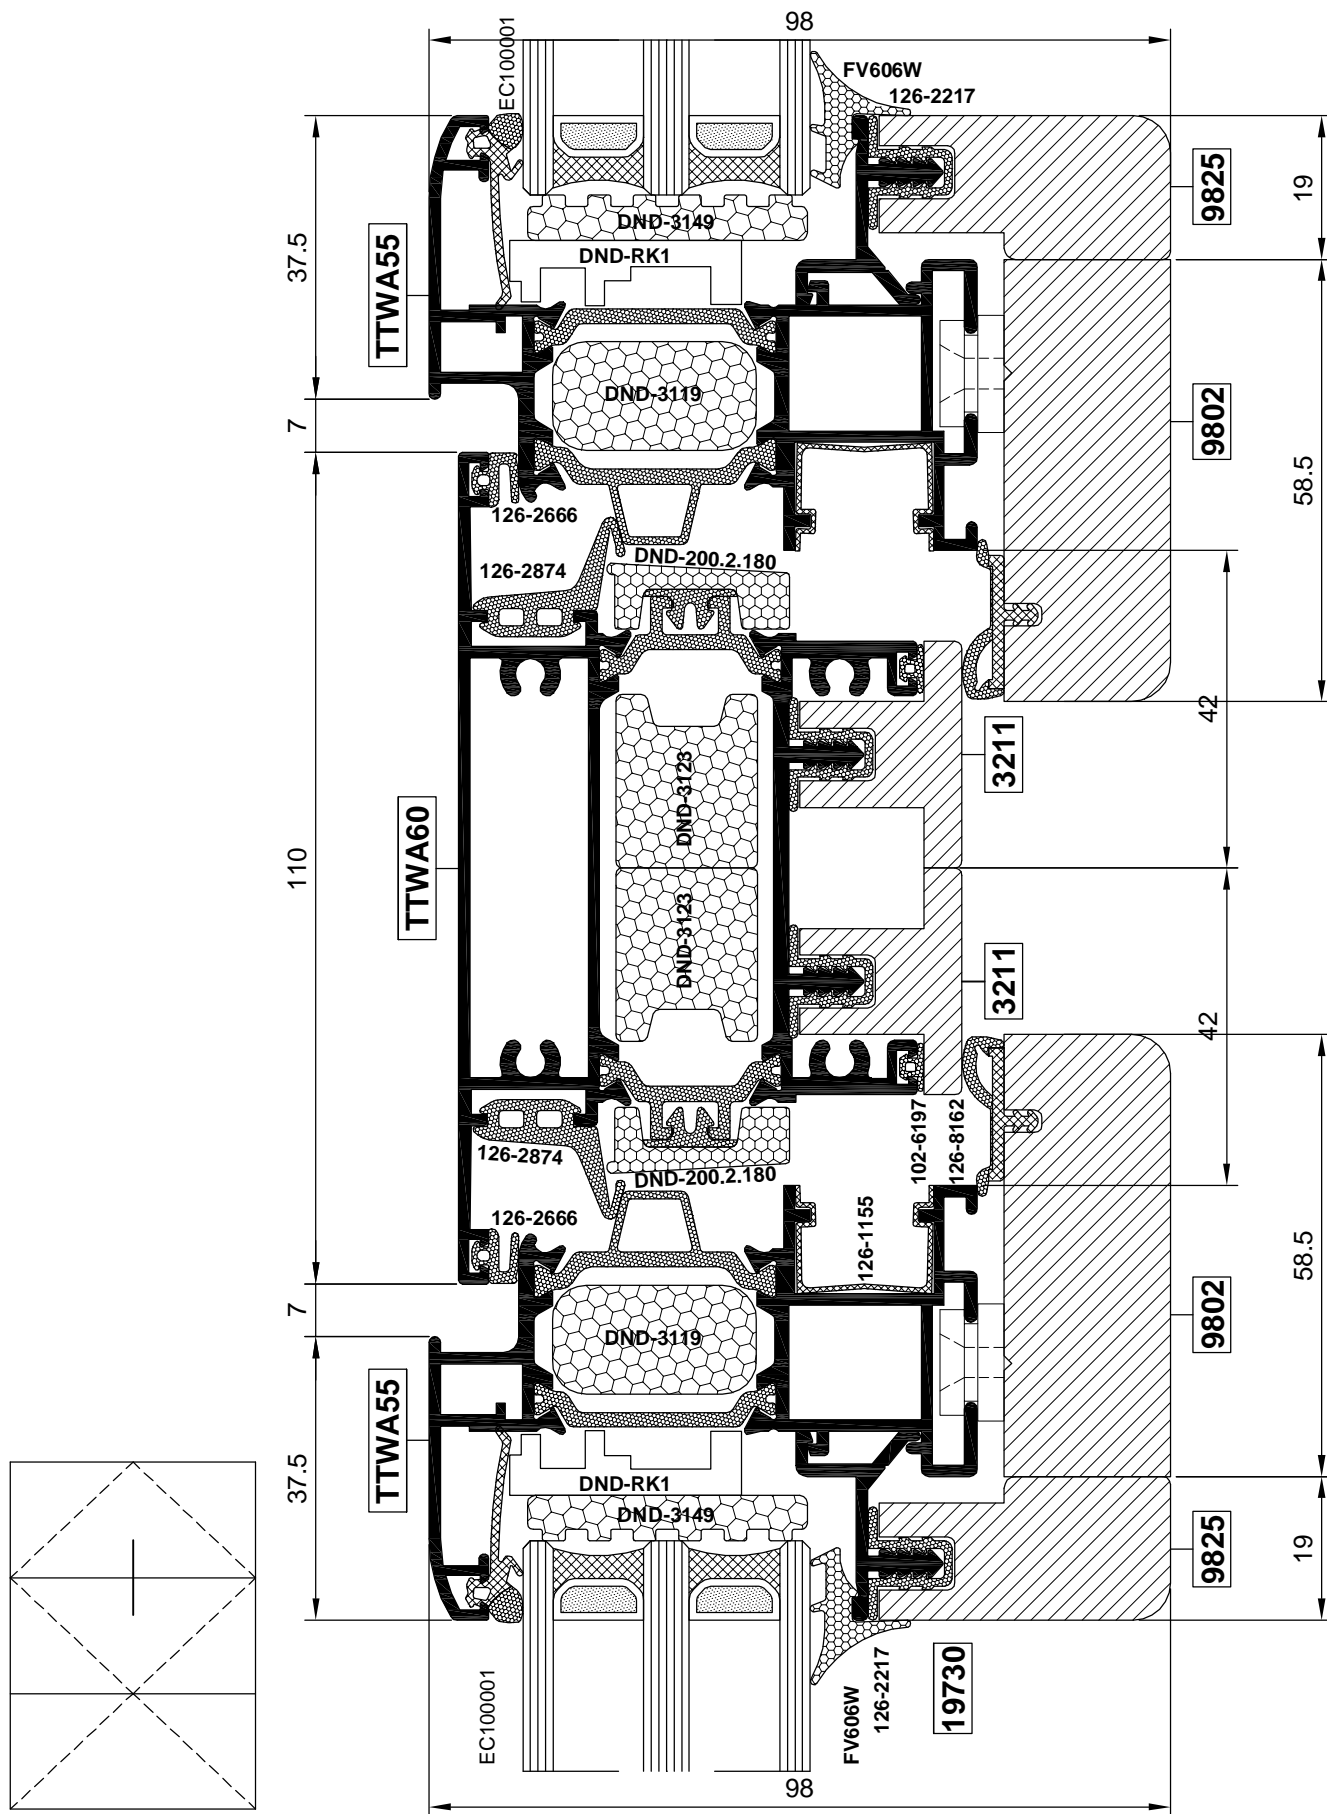 98
EC100001
FV606W
126-2217
9825
19
37.5
TTWA55
DND-3149
DND-RK1
DND-3119
7
9802
58.5
126-2666
126-2874
DND-200.2.180
42
3211
DND-3123
TTWA60
110
DND-3123
3211
42
102-6197
126-8162
126-2874
DND-200.2.180
126-2666
126-1155
58.5
7
9802
DND-3119
TTWA55
37.5
DND-RK1
DND-3149
9825
19
EC100001
FV606W
126-2217
19730
98